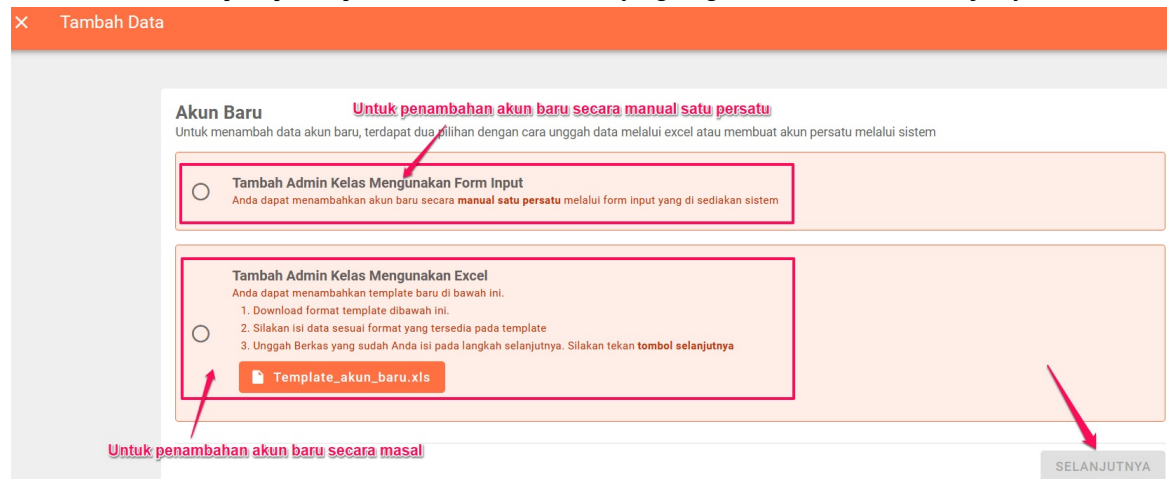 Tambah Data
Akun Baru
Untuk penambahan akun baru secara manual satu persatu
Untuk menambah data akun baru, terdapat dua pilihan dengan cara unggah data melalui excel atau membuat akun persatu melalui sistem
Tambah Admin Kelas Mengunakan Form Input
Anda dapat menambahkan akun baru secara manual satu persatu melalui form input yang di sediakan sistem
Tambah Admin Kelas Mengunakan Excel
Anda dapat menambahkan template baru di bawah ini.
1. Download format template dibawah ini.
2. Silakan isi data sesuai format yang tersedia pada template
3. Unggah Berkas yang sudah Anda isi pada langkah selanjutnya. Silakan tekan tombol selanjutnya
Template_akun_baru.xls
Untuk penambahan akun baru secara masal
SELANJUTNYA